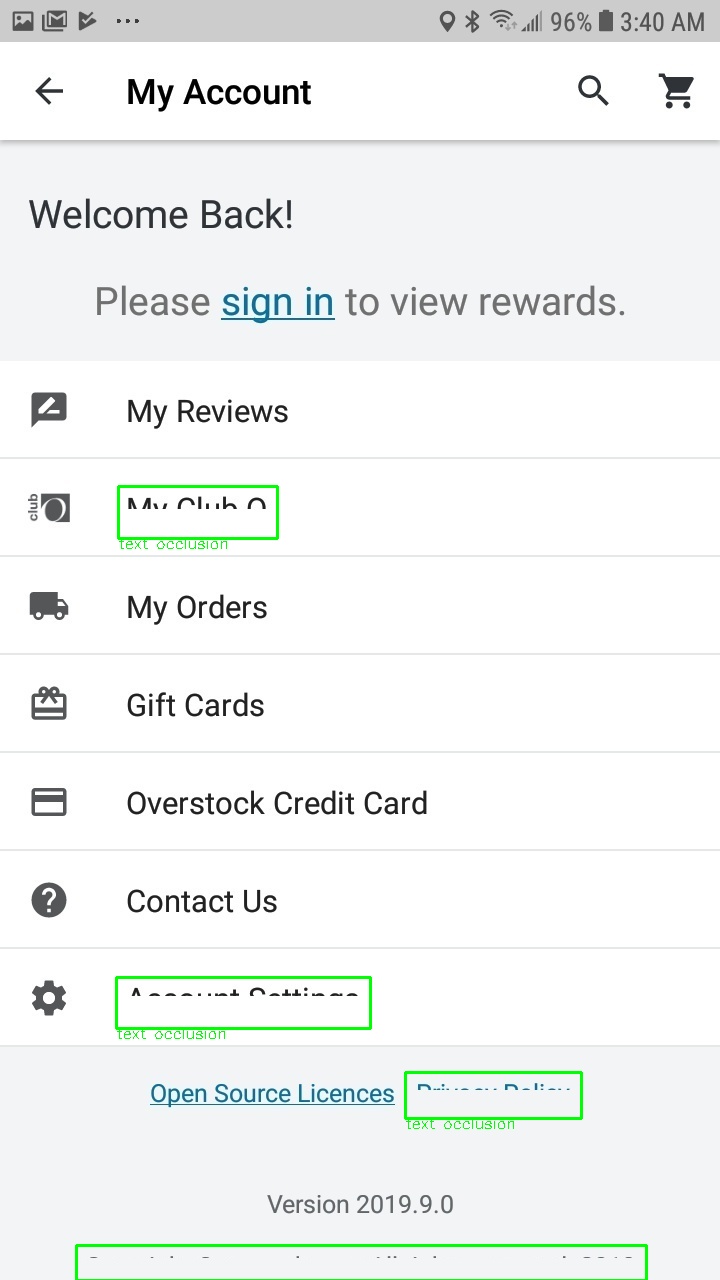 96% 3:40 AM
My Account
Welcome Back!
Please sign in to view rewards.
My Reviews
club O
My Club O
text occlusion
My Orders
Gift Cards
Overstock Credit Card
Contact Us
Account Settings
text occlusion
Open Source Licences Privacy Policy
text occlusion
Version 2019.9.0